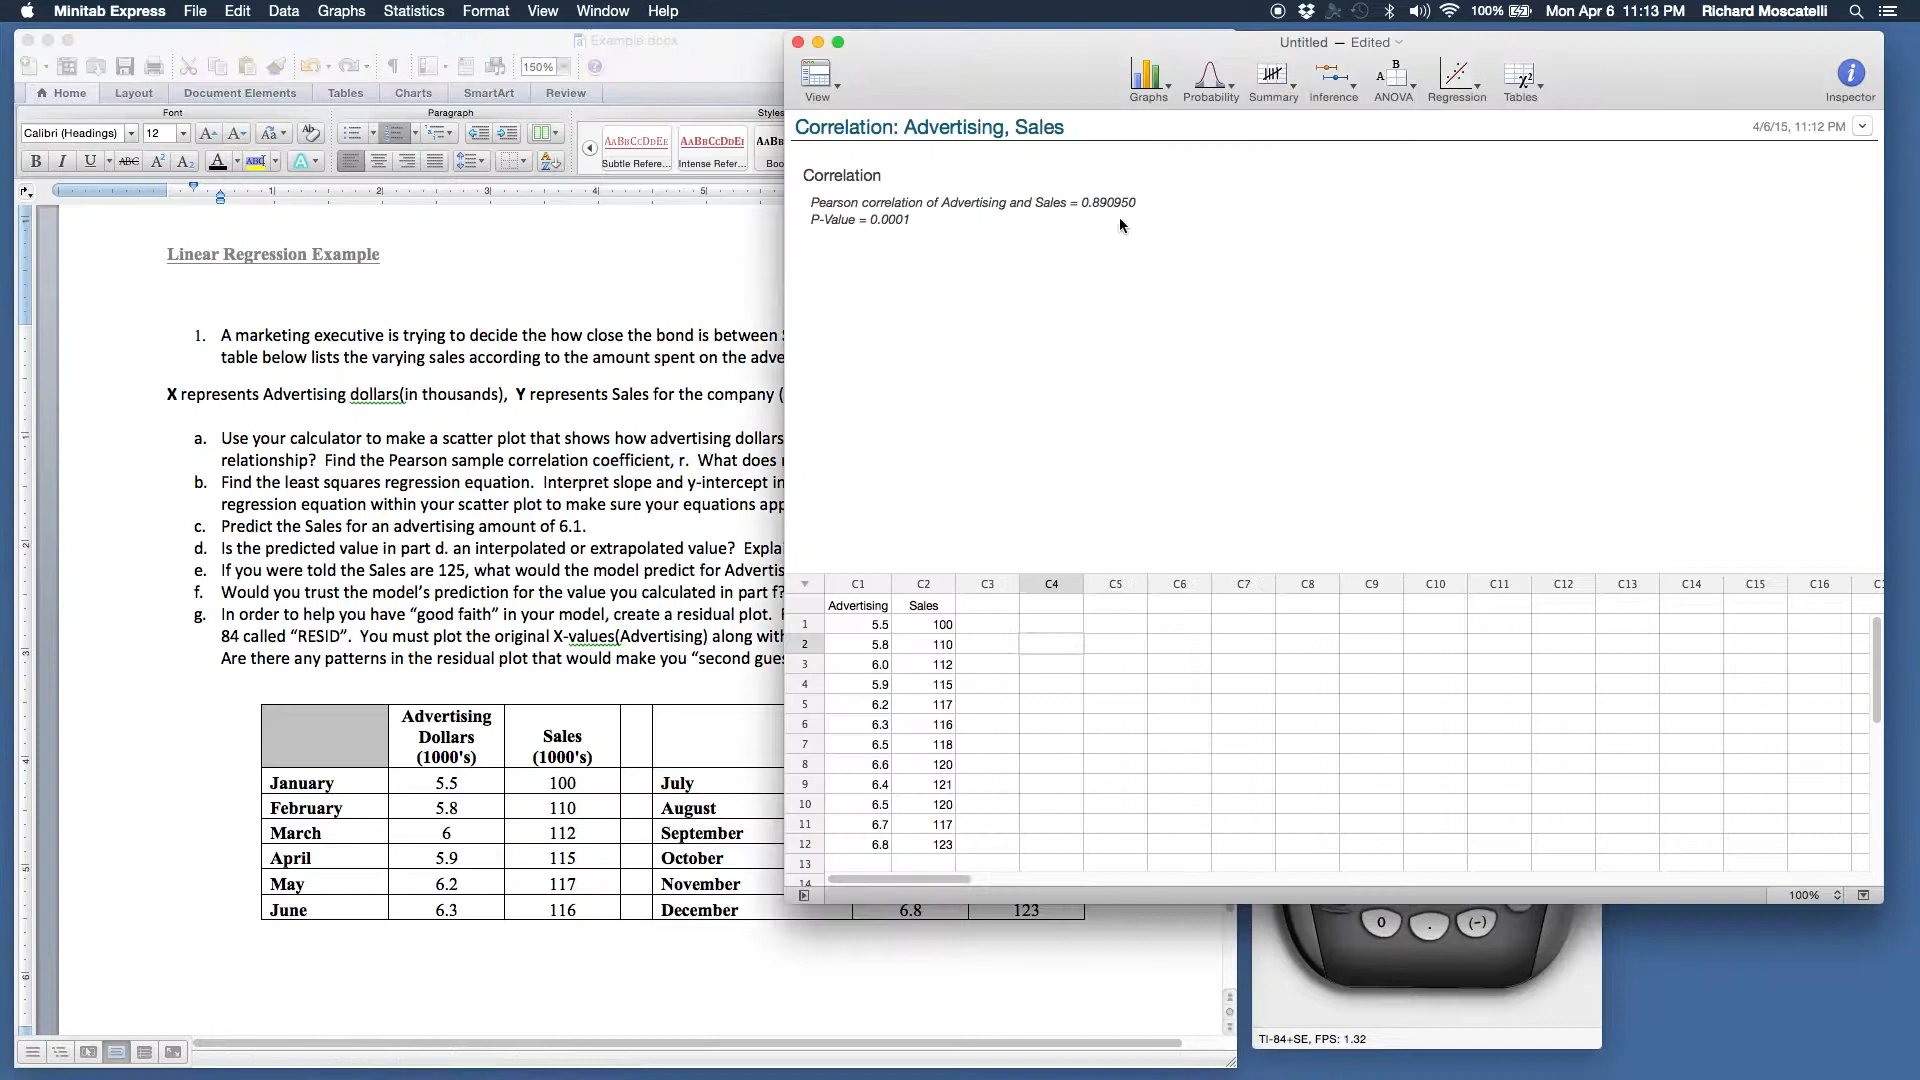 Minitab Express File Edit Data Graphs Statistics Format View Window Help
100% Mon Apr 6 11:13 PM Richard Moscatelli
Example.docx
150%
Home Layout Document Elements Tables Charts SmartArt Review
Font Paragraph Styles
Calibri (Headings) 12
AaBbCcDdEe AaBbCcDdEe
Subtle Refere... Intense Refer... Boo
Linear Regression Example
1. A marketing executive is trying to decide the how close the bond is between
table below lists the varying sales according to the amount spent on the adve
X represents Advertising dollars(in thousands), Y represents Sales for the company (
a. Use your calculator to make a scatter plot that shows how advertising dollars
relationship? Find the Pearson sample correlation coefficient, r. What does
b. Find the least squares regression equation. Interpret slope and y-intercept in
regression equation within your scatter plot to make sure your equations app
c. Predict the Sales for an advertising amount of 6.1.
d. Is the predicted value in part d. an interpolated or extrapolated value? Expla
e. If you were told the Sales are 125, what would the model predict for Advertis
f. Would you trust the model's prediction for the value you calculated in part f?
g. In order to help you have "good faith" in your model, create a residual plot.
84 called "RESID". You must plot the original X-values(Advertising) along with
Are there any patterns in the residual plot that would make you "second gues
Advertising Dollars (1000's) Sales (1000's)
January 5.5 100 July
February 5.8 110 August
March 6 112 September
April 5.9 115 October
May 6.2 117 November
June 6.3 116 December 6.8 123
Untitled — Edited
View Graphs Probability Summary Inference ANOVA Regression Tables Inspector
Correlation: Advertising, Sales
4/6/15, 11:12 PM
Correlation
Pearson correlation of Advertising and Sales = 0.890950
P-Value = 0.0001
C1 C2 C3 C4 C5 C6 C7 C8 C9 C10 C11 C12 C13 C14 C15 C16
Advertising Sales
1 5.5 100
2 5.8 110
3 6.0 112
4 5.9 115
5 6.2 117
6 6.3 116
7 6.5 118
8 6.6 120
9 6.4 121
10 6.5 120
11 6.7 117
12 6.8 123
13
14
100%
0 . (-)
TI-84+SE, FPS: 1.32